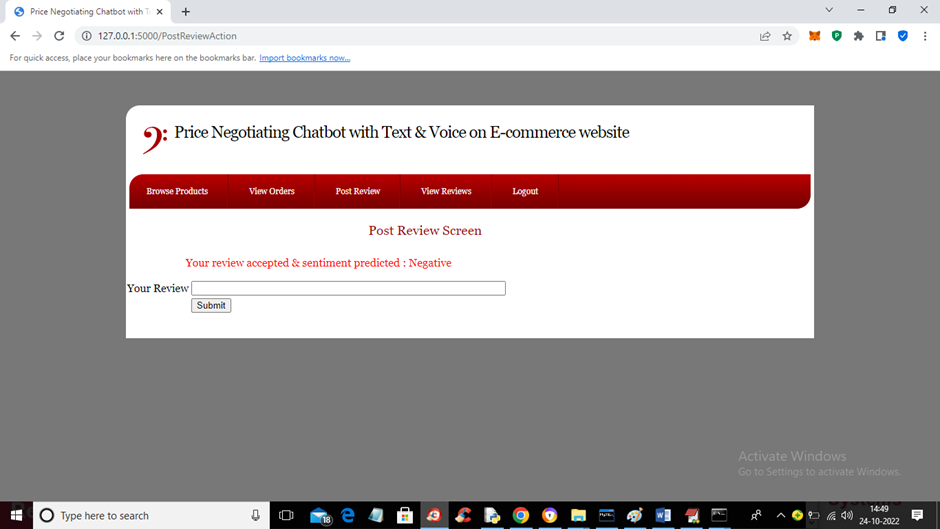 Price Negotiating Chatbot with T
127.0.0.1:5000/PostReviewAction
For quick access, place your bookmarks here on the bookmarks bar. Import bookmarks now...
Price Negotiating Chatbot with Text & Voice on E-commerce website
Browse Products View Orders Post Review View Reviews Logout
Post Review Screen
Your review accepted & sentiment predicted : Negative
Your Review
Submit
Activate Windows
Go to Settings to activate Windows.
Type here to search
18
14:49
24-10-2022